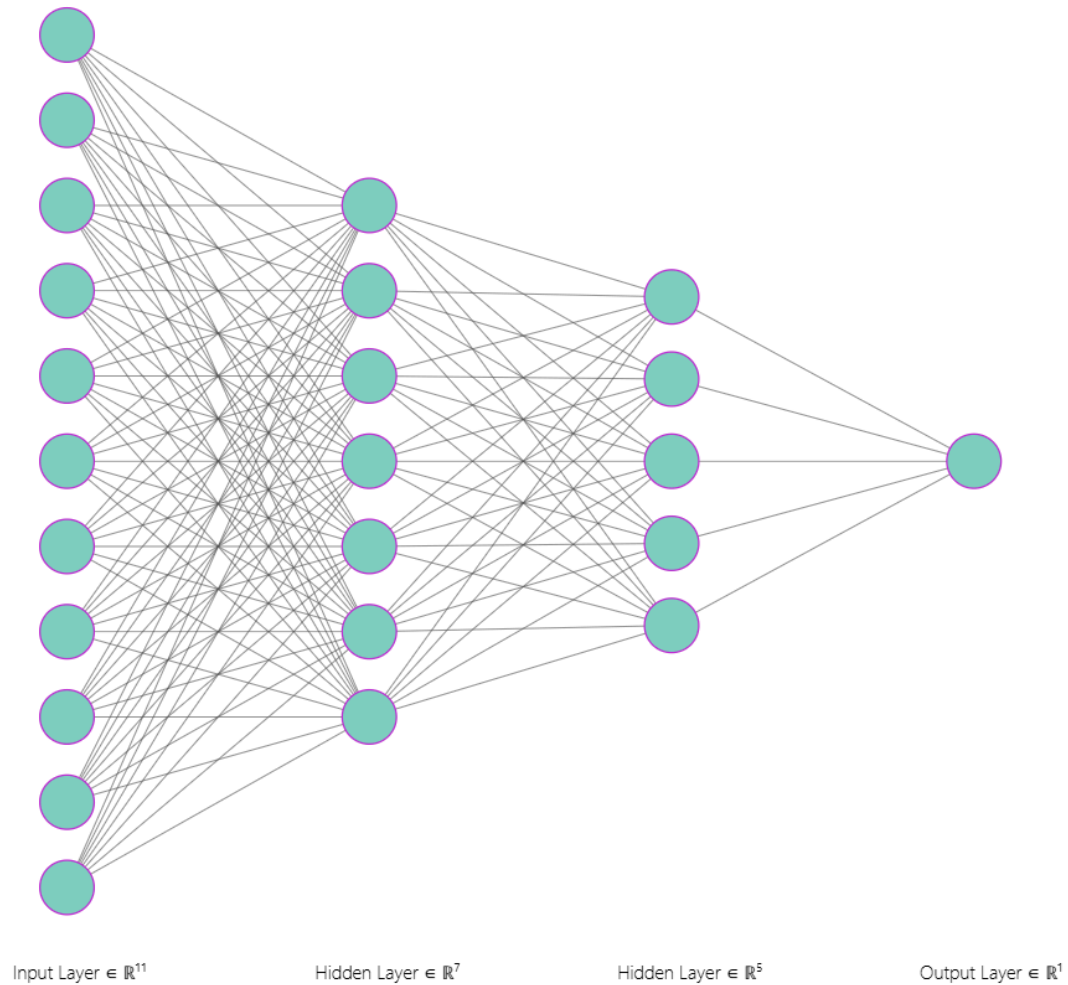 Input Layer ∈ ℝ¹¹
Hidden Layer ∈ ℝ⁷
Hidden Layer ∈ ℝ⁵
Output Layer ∈ ℝ¹